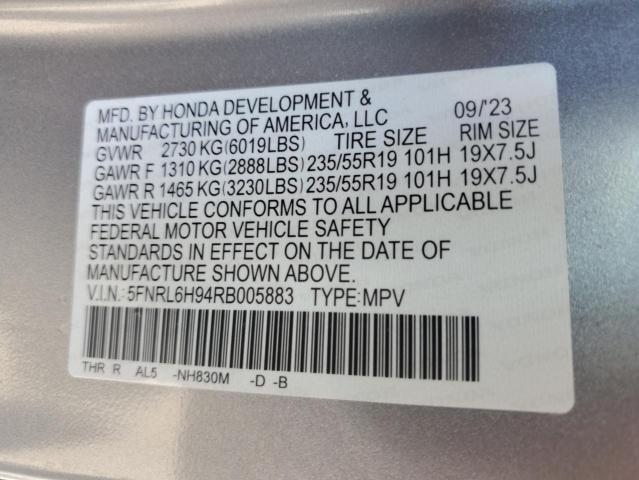 MFD. BY HONDA DEVELOPMENT &
MANUFACTURING OF AMERICA, LLC 09/'23
GVWR 2730 KG(6019LBS) TIRE SIZE RIM SIZE
GAWR F 1310 KG(2888LBS) 235/55R19 101H 19X7.5J
GAWR R 1465 KG(3230LBS) 235/55R19 101H 19X7.5J
THIS VEHICLE CONFORMS TO ALL APPLICABLE
FEDERAL MOTOR VEHICLE SAFETY
STANDARDS IN EFFECT ON THE DATE OF
MANUFACTURE SHOWN ABOVE.
V.I.N.:5FNRL6H94RB005883 TYPE:MPV
THR R AL5 -NH830M -D -B